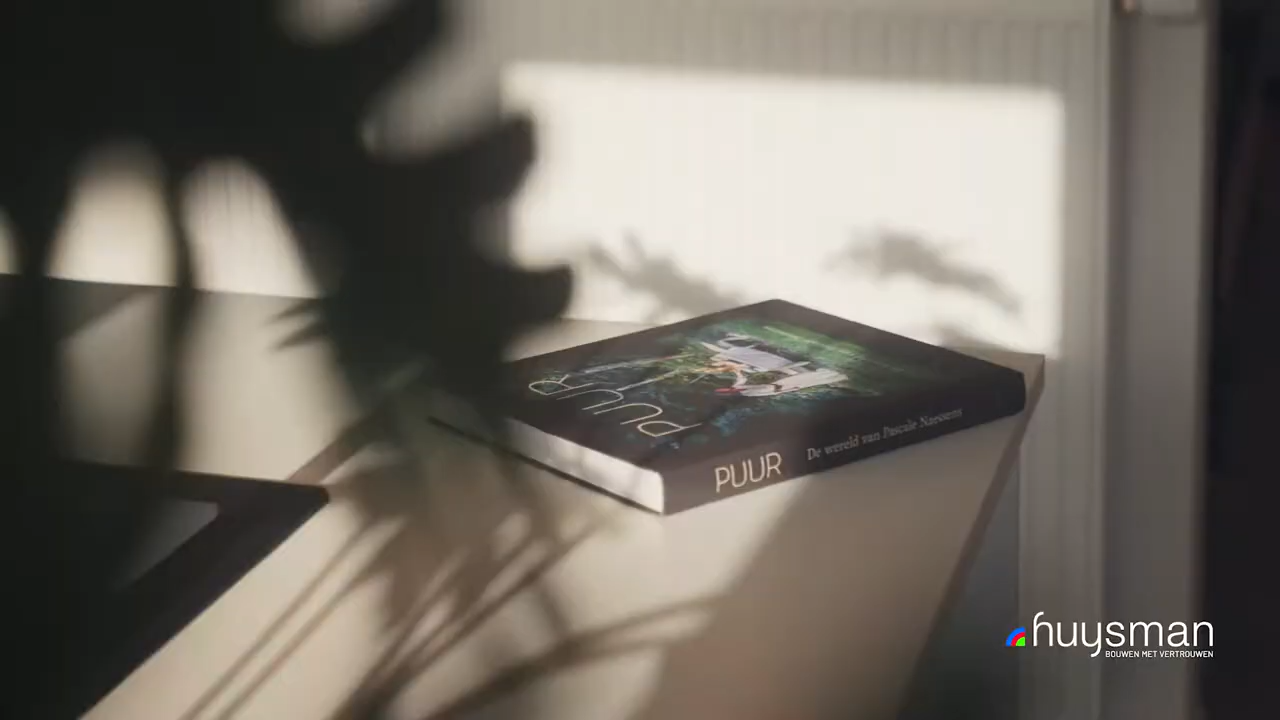 PUUR
PUUR
De wereld van Pascale Naessens
huysman
BOUWEN MET VERTROUWEN